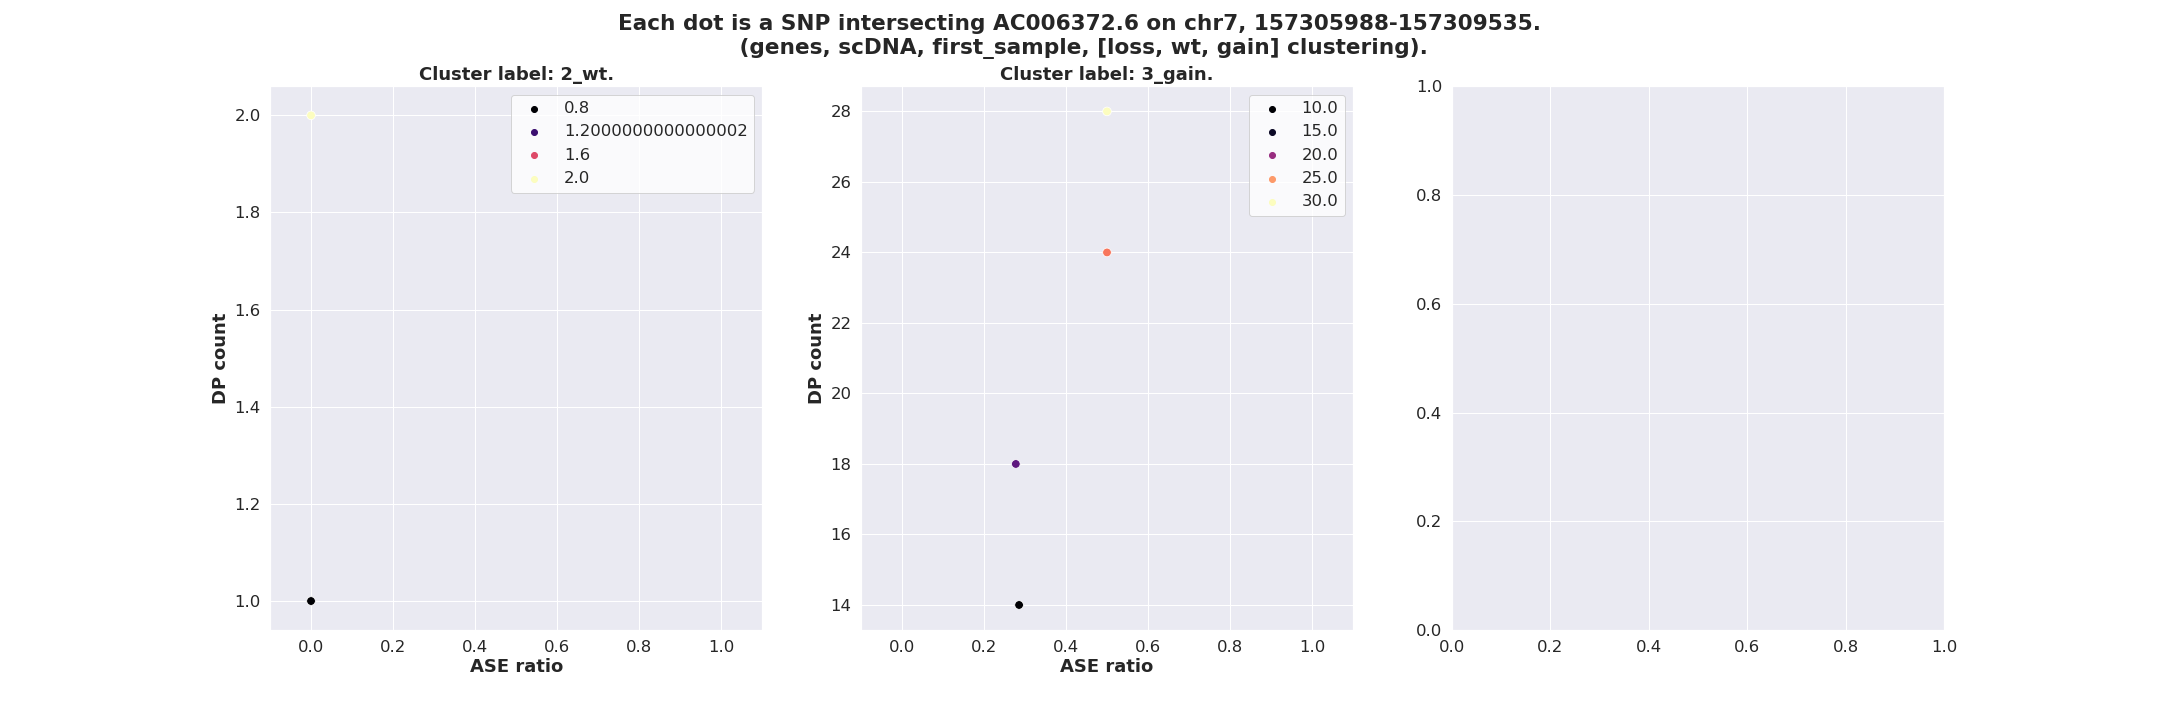 Each dot is a SNP intersecting AC006372.6 on chr7, 157305988-157309535.
(genes, scDNA, first_sample, [loss, wt, gain] clustering).
Cluster label: 2_wt.
2.0
1.8
1.6
1.4
1.2
1.0
DP count
0.8
1.2000000000000002
1.6
2.0
0.0 0.2 0.4 0.6 0.8 1.0
ASE ratio
Cluster label: 3_gain.
28
26
24
22
20
18
16
14
DP count
10.0
15.0
20.0
25.0
30.0
0.0 0.2 0.4 0.6 0.8 1.0
ASE ratio
1.0
0.8
0.6
0.4
0.2
0.0
0.0 0.2 0.4 0.6 0.8 1.0